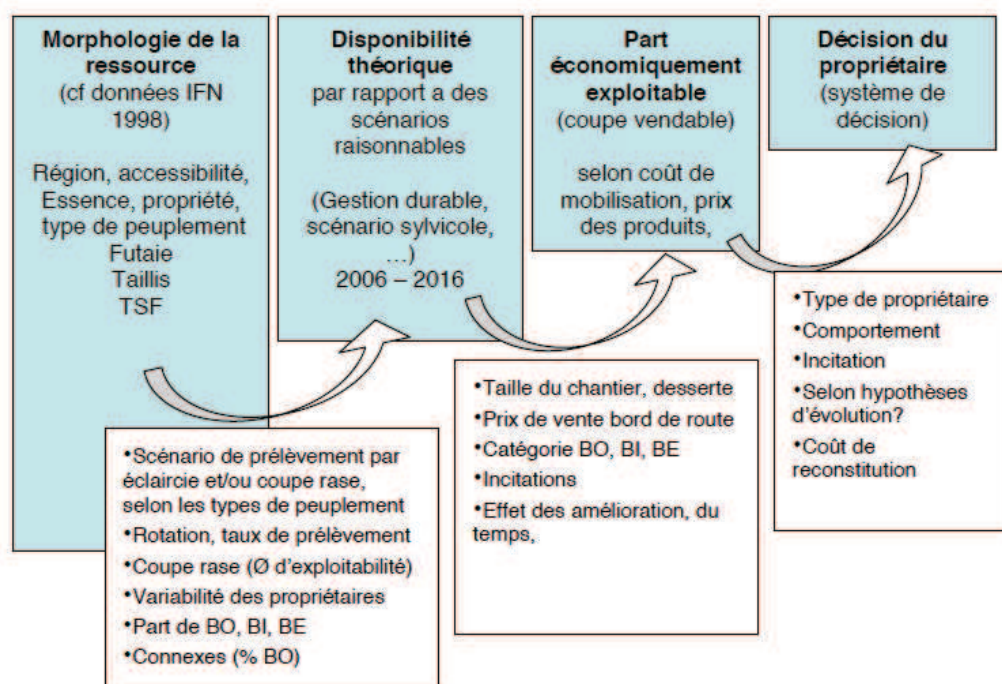 Morphologie de la
ressource
(cf données IFN
1998)
Région, accessibilité,
Essence, propriété,
type de peuplement
Futaie
Taillis
TSF
Disponibilité
théorique
par rapport a des
scénarios
raisonnables
(Gestion durable,
scénario sylvicole,
...)
2006 – 2016
Part
économiquement
exploitable
(coupe vendable)
selon coût de
mobilisation, prix
des produits,
Décision du
propriétaire
(système de
décision)
•Scénario de prélèvement par
éclaircie et/ou coupe rase,
selon les types de peuplement
•Rotation, taux de prélèvement
•Coupe rase (Ø d'exploitabilité)
•Variabilité des propriétaires
•Part de BO, BI, BE
•Connexes (% BO)
•Taille du chantier, desserte
•Prix de vente bord de route
•Catégorie BO, BI, BE
•Incitations
•Effet des amélioration, du
temps,
•Type de propriétaire
•Comportement
•Incitation
•Selon hypothèses
d'évolution?
•Coût de
reconstitution